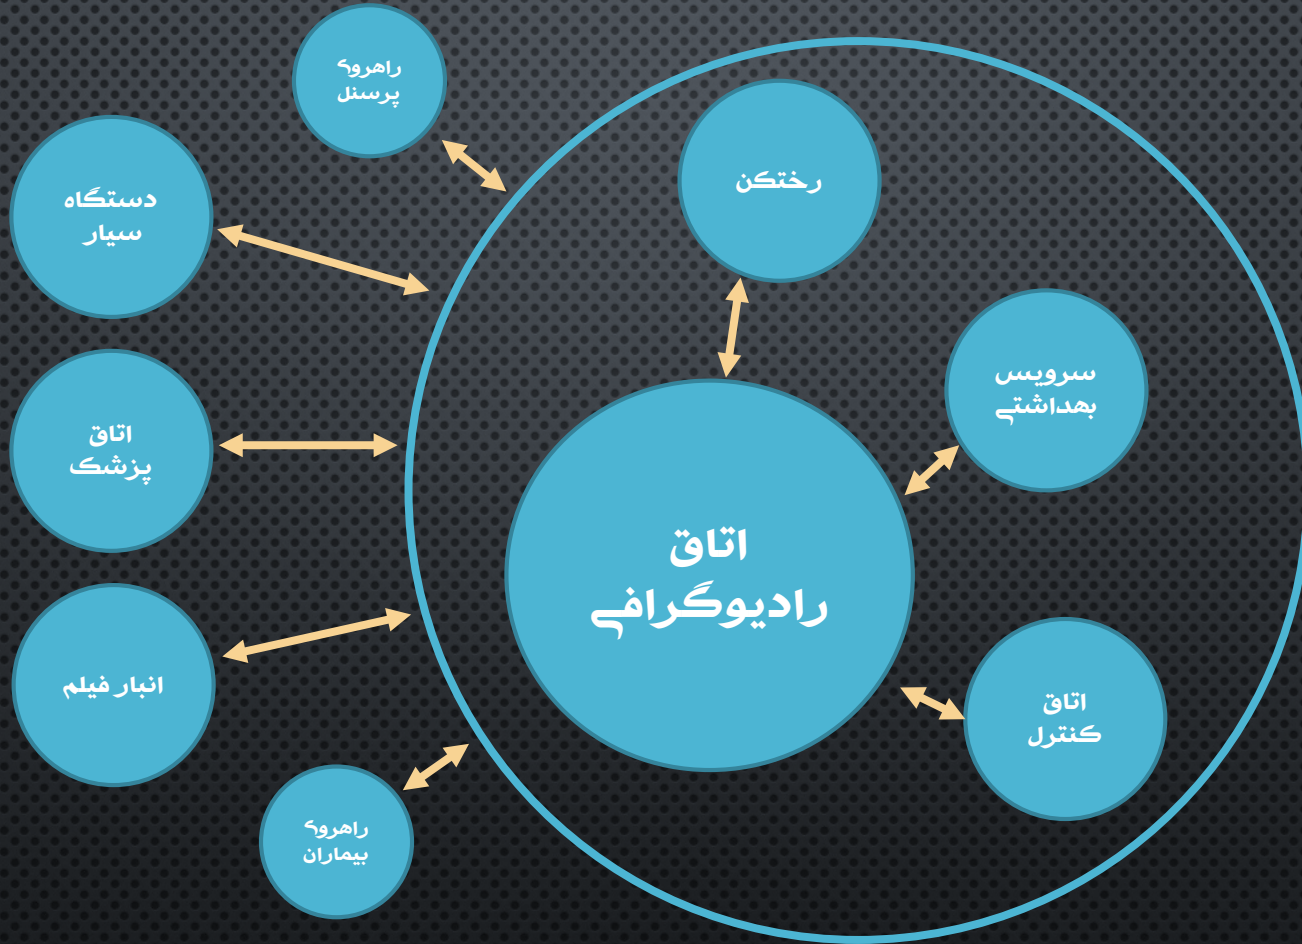 راهروی
پرسنل
دستگاه
سیار
رختکن
سرویس
بهداشتی
اتاق
پزشک
اتاق
رادیوگرافی
انبار فیلم
اتاق
کنترل
راهروی
بیماران